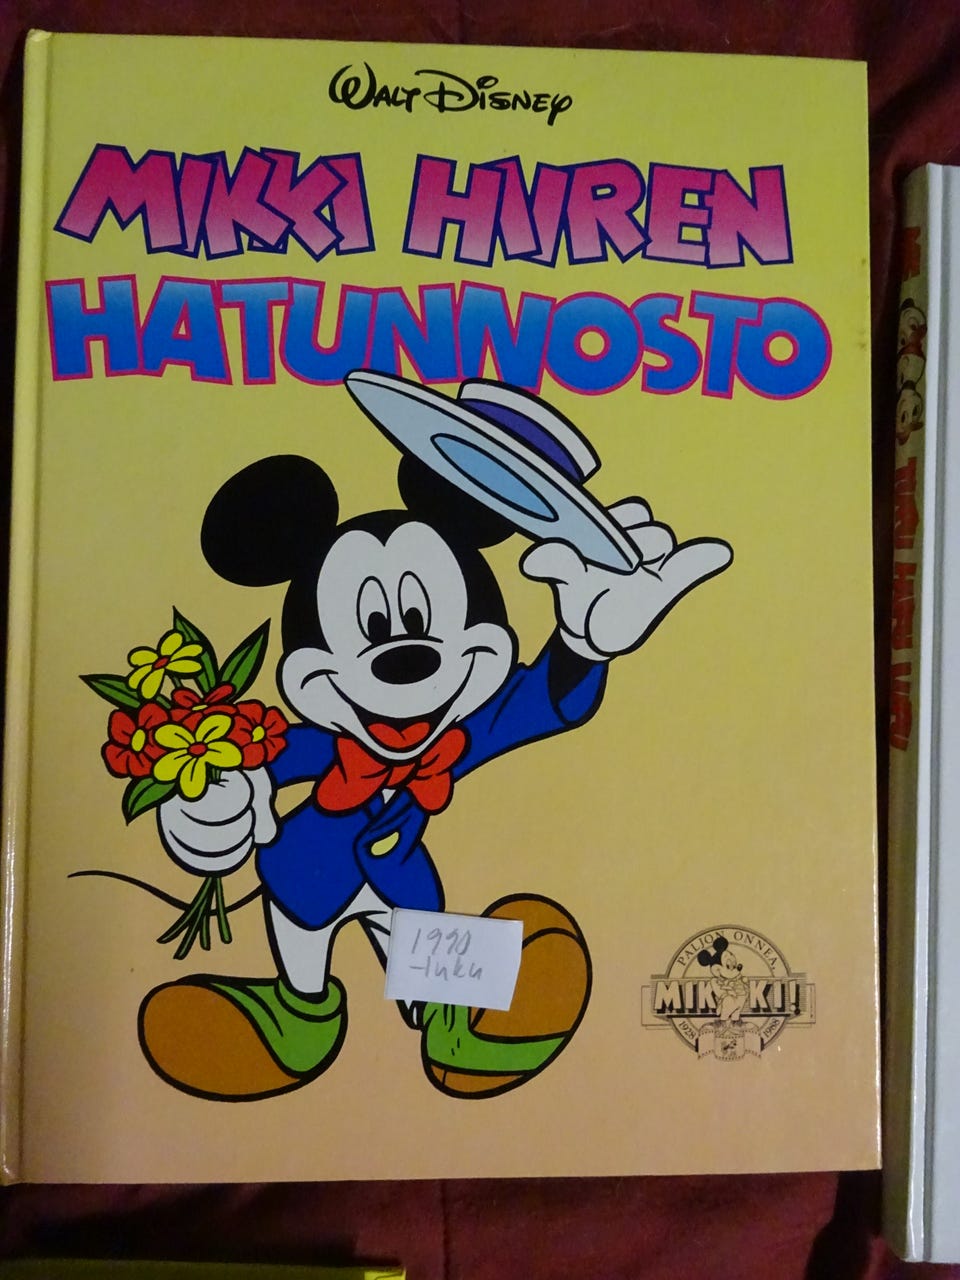 WALT DISNEY
MIKKI HIIREN
HATUNNOSTO
1990
-luku
PALJON ONNEA,
MIKKI!
1928 1988